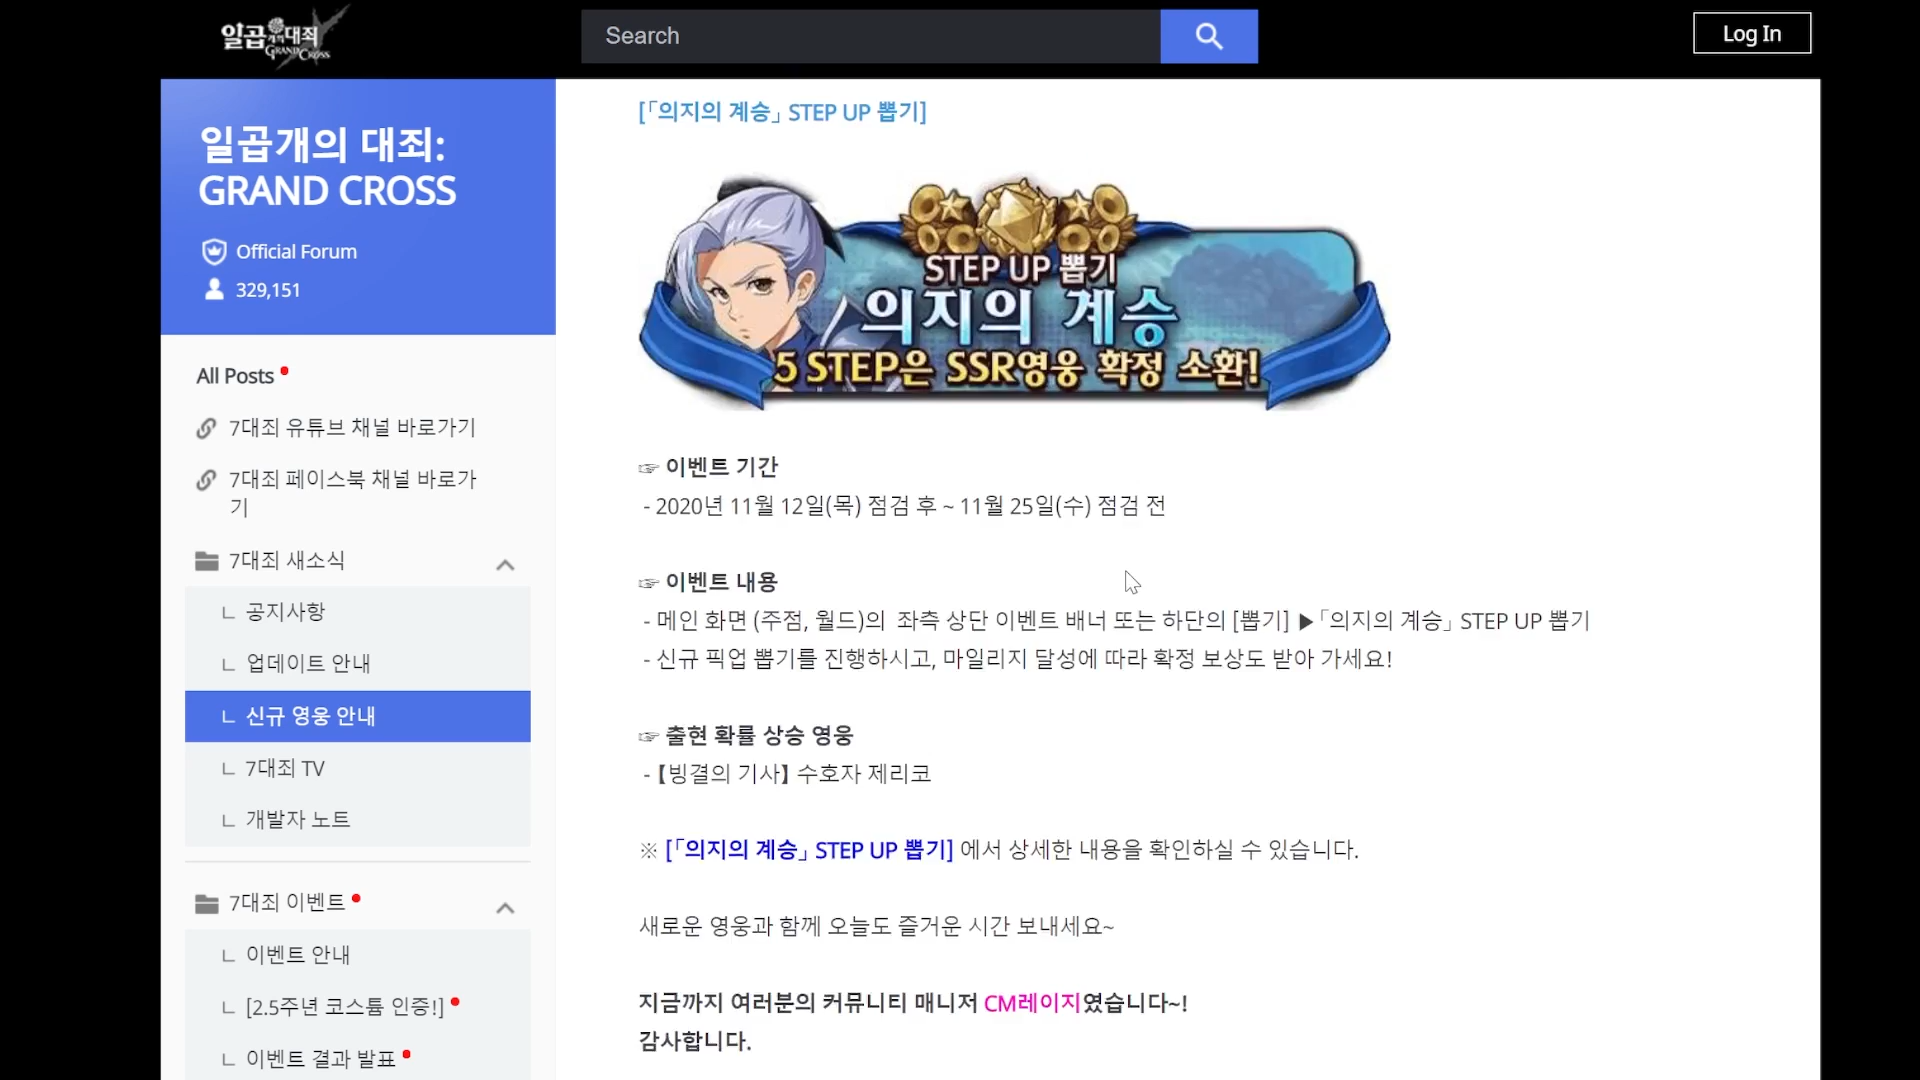 일곱개의대죄
GRAND CROSS
Search
Log In
일곱개의 대죄:
GRAND CROSS
Official Forum
329,151
All Posts
7대죄 유튜브 채널 바로가기
7대죄 페이스북 채널 바로가
기
7대죄 새소식
ㄴ 공지사항
ㄴ 업데이트 안내
ㄴ 신규 영웅 안내
ㄴ 7대죄 TV
ㄴ 개발자 노트
7대죄 이벤트
ㄴ 이벤트 안내
ㄴ [2.5주년 코스튬 인증!]
ㄴ 이벤트 결과 발표
[「의지의 계승」 STEP UP 뽑기]
STEP UP 뽑기
의지의 계승
5 STEP은 SSR영웅 확정 소환!
☞ 이벤트 기간
- 2020년 11월 12일(목) 점검 후 ~ 11월 25일(수) 점검 전
☞ 이벤트 내용
- 메인 화면 (주점, 월드)의 좌측 상단 이벤트 배너 또는 하단의 [뽑기] ▶「의지의 계승」 STEP UP 뽑기
- 신규 픽업 뽑기를 진행하시고, 마일리지 달성에 따라 확정 보상도 받아 가세요!
☞ 출현 확률 상승 영웅
-【빙결의 기사】 수호자 제리코
※ [「의지의 계승」 STEP UP 뽑기] 에서 상세한 내용을 확인하실 수 있습니다.
새로운 영웅과 함께 오늘도 즐거운 시간 보내세요~
지금까지 여러분의 커뮤니티 매니저 CM레이지였습니다~!
감사합니다.